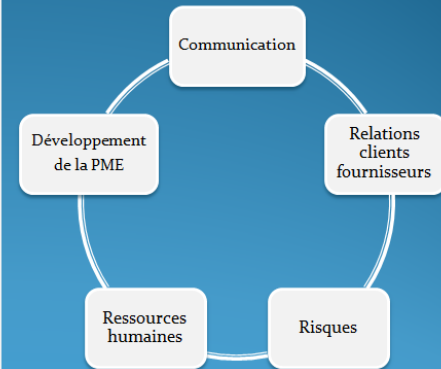 Communication
Relations
clients
fournisseurs
Risques
Ressources
humaines
Développement
de la PME